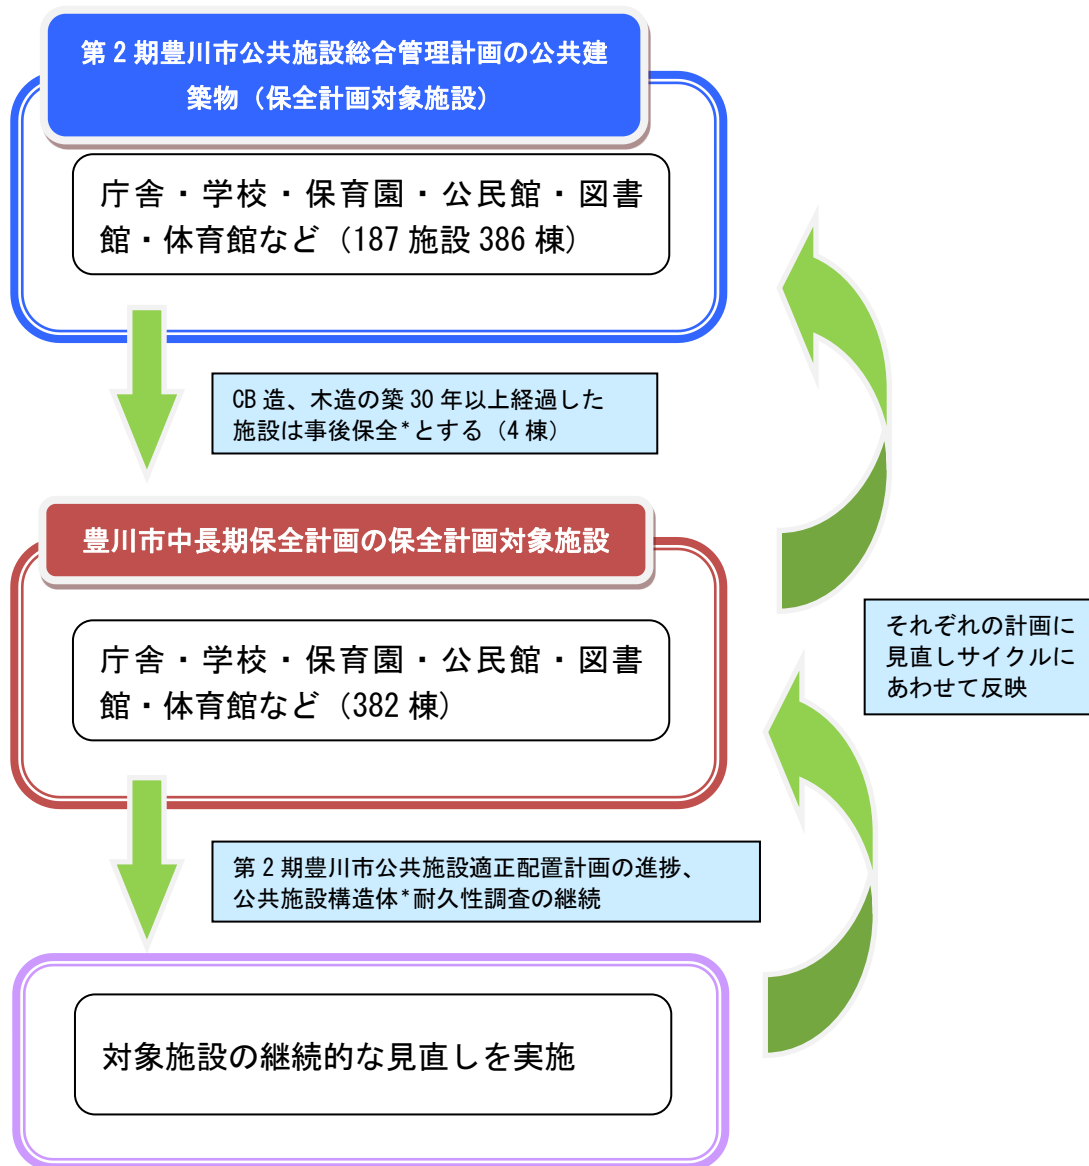 第2期豊川市公共施設総合管理計画の公共建
築物（保全計画対象施設）
庁舎・学校・保育園・公民館・図書
館・体育館など（187 施設 386 棟）
CB 造、木造の築 30 年以上経過した
施設は事後保全*とする（4 棟）
豊川市中長期保全計画の保全計画対象施設
庁舎・学校・保育園・公民館・図書
館・体育館など（382 棟）
それぞれの計画に
見直しサイクルに
あわせて反映
第2期豊川市公共施設適正配置計画の進捗、
公共施設構造体*耐久性調査の継続
対象施設の継続的な見直しを実施